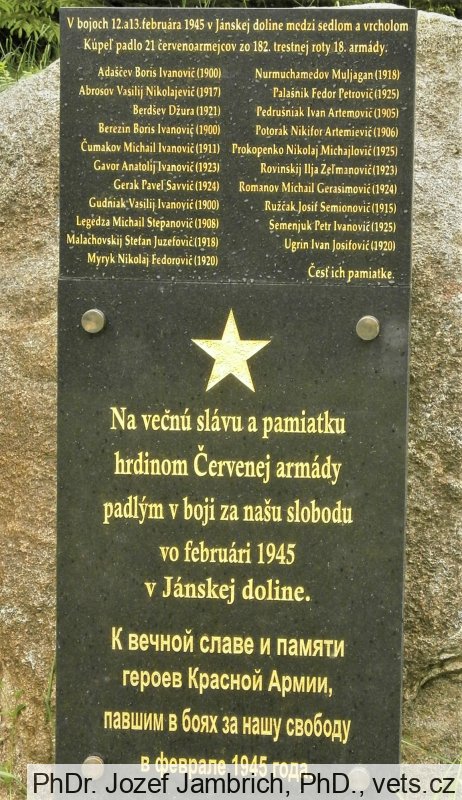 V bojoch 12.a13.februára 1945 v Jánskej doline medzi sedlom a vrcholom
Kúpeľ padlo 21 červenoarmejcov zo 182. trestnej roty 18. armády.
Adaščev Boris Ivanovič (1900)
Abrosov Vasilij Nikolajevič (1917)
Berdšev Džura (1921)
Berezin Boris Ivanovič (1900)
Čumakov Michail Ivanovič (1911)
Gavor Anatolij Ivanovič (1923)
Gerak Paveľ Savvič (1924)
Gudniak Vasilij Ivanovič (1900)
Legédza Michail Stepanovič (1908)
Malachovskij Stefan Juzefovič (1918)
Myryk Nikolaj Fedorovič (1920)
Nurmuchamedov Muljagan (1918)
Palašnik Fedor Petrovič (1925)
Pedrušniak Ivan Artemovič (1905)
Potorak Nikifor Artemievič (1906)
Prokopenko Nikolaj Michajlovič (1925)
Rovinskij Ilja Zeľmanovič (1923)
Romanov Michail Gerasimovič (1924)
Ružčak Josif Semionovič (1915)
Semenjuk Petr Ivanovič (1925)
Ugrin Ivan Josifovič (1920)
Česť ich pamiatke.
Na večnú slávu a pamiatku
hrdinom Červenej armády
padlým v boji za našu slobodu
vo februári 1945
v Jánskej doline.
К вечной славе и памяти
героев Красной Армии,
павшим в боях за нашу свободу
в феврале 1945 года
PhDr. Jozef Jambrich, PhD., vets.cz